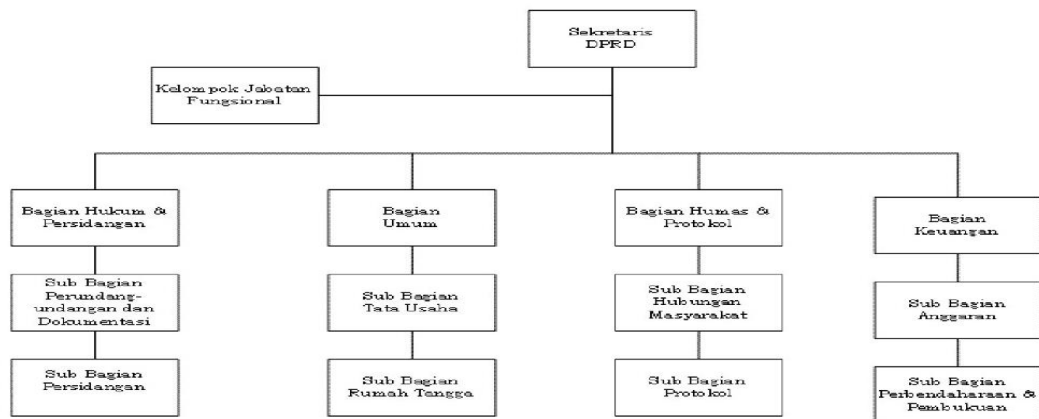 Sekretaris
DPRD
Kelompok Jabatan
Fungsional
Bagian Hukum &
Persidangan
Bagian
Umum
Bagian Humas &
Protokol
Bagian
Keuangan
Sub Bagian
Perundang-
undangan dan
Dokumentasi
Sub Bagian
Tata Usaha
Sub Bagian
Hubungan
Masyarakat
Sub Bagian
Anggaran
Sub Bagian
Persidangan
Sub Bagian
Rumah Tangga
Sub Bagian
Protokol
Sub Bagian
Perbendaharaan &
Pembukuan